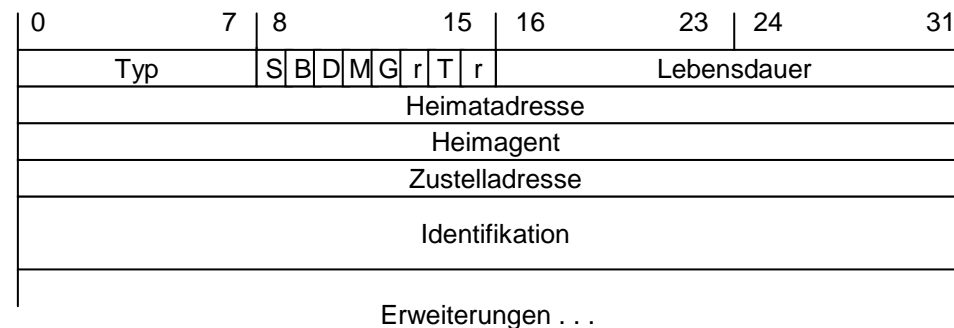 0 7 8 15 16 23 24 31
Typ S B D M G r T r Lebensdauer
Heimatadresse
Heimagent
Zustelladresse
Identifikation
Erweiterungen . . .